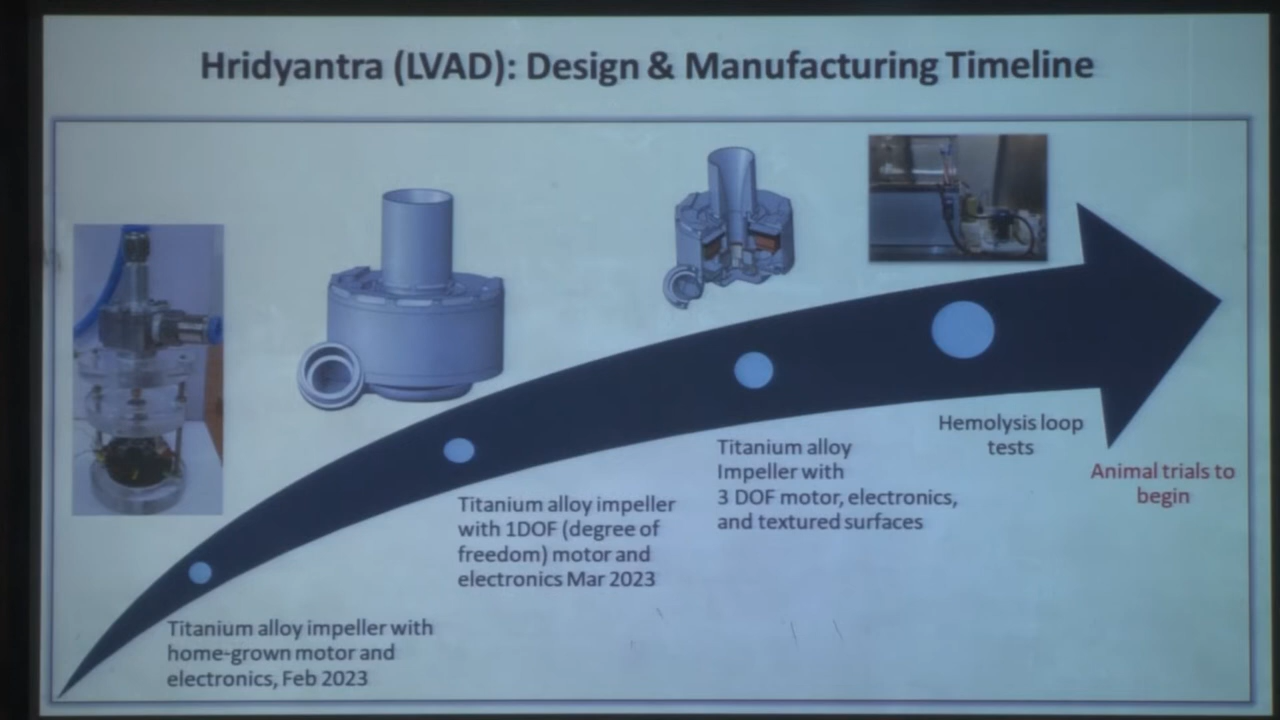 Hridyantra (LVAD): Design & Manufacturing Timeline
Titanium alloy impeller with
home-grown motor and
electronics, Feb 2023
Titanium alloy impeller
with 1DOF (degree of
freedom) motor and
electronics Mar 2023
Titanium alloy
Impeller with
3 DOF motor, electronics,
and textured surfaces
Hemolysis loop
tests
Animal trials to
begin